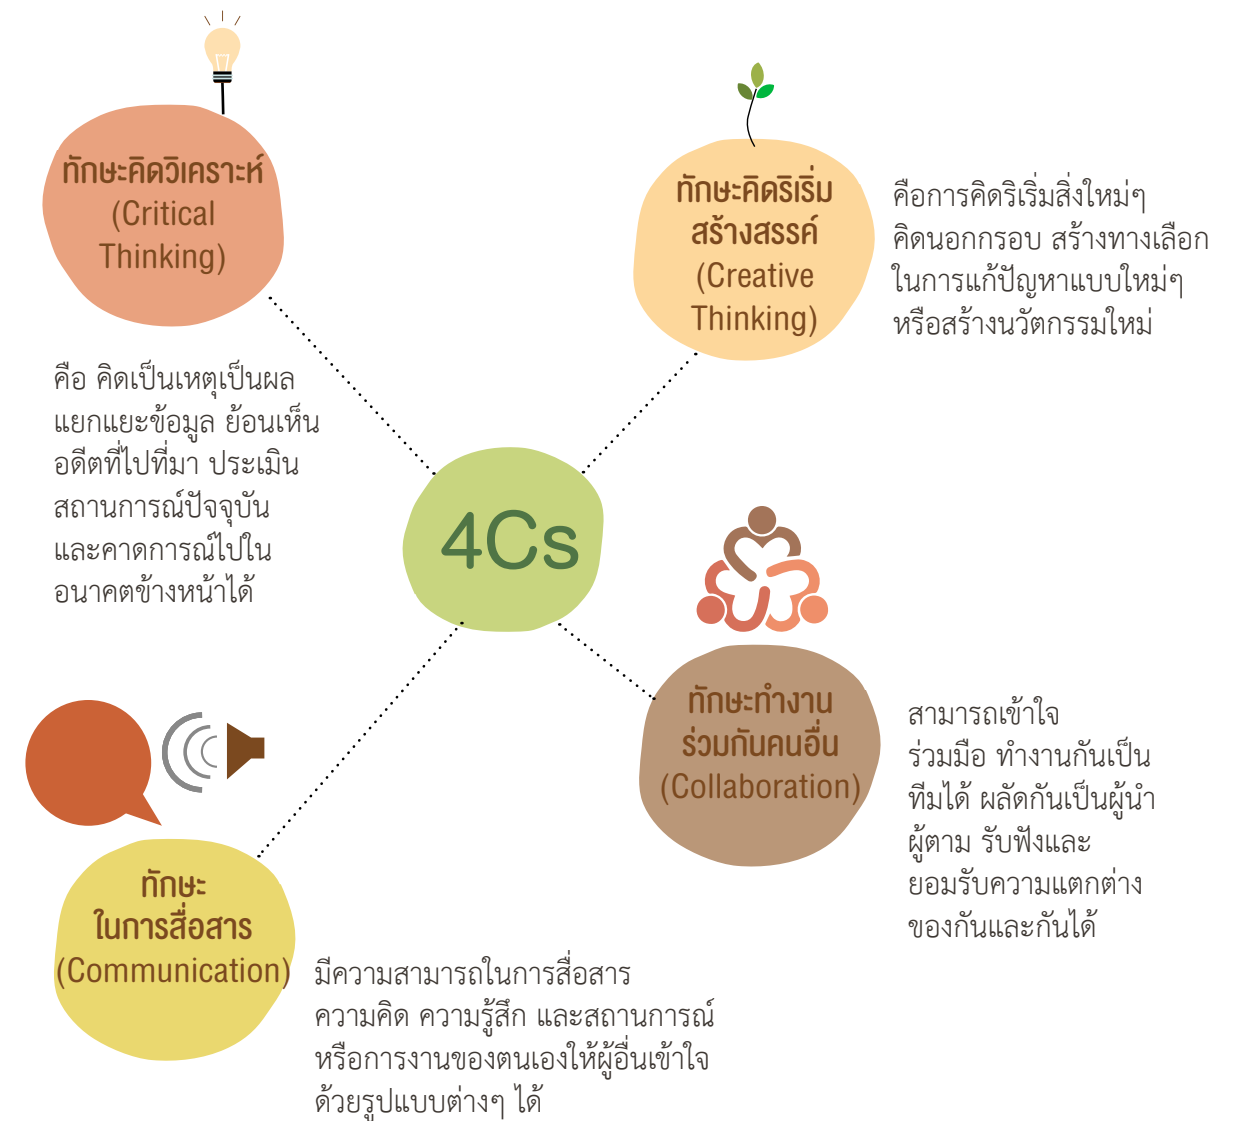 ทักษะคิดวิเคราะห์
(Critical
Thinking)
คือ คิดเป็นเหตุเป็นผล
แยกแยะข้อมูล ย้อนเห็น
อดีตที่ไปที่มา ประเมิน
สถานการณ์ปัจจุบัน
และคาดการณ์ไปใน
อนาคตข้างหน้าได้
ทักษะคิดริเริ่ม
สร้างสรรค์
(Creative
Thinking)
คือการคิดริเริ่มสิ่งใหม่ๆ
คิดนอกกรอบ สร้างทางเลือก
ในการแก้ปัญหาแบบใหม่ๆ
หรือสร้างนวัตกรรมใหม่
4Cs
ทักษะทำงาน
ร่วมกันคนอื่น
(Collaboration)
สามารถเข้าใจ
ร่วมมือ ทำงานกันเป็น
ทีมได้ ผลัดกันเป็นผู้นำ
ผู้ตาม รับฟังและ
ยอมรับความแตกต่าง
ของกันและกันได้
ทักษะ
ในการสื่อสาร
(Communication)
มีความสามารถในการสื่อสาร
ความคิด ความรู้สึก และสถานการณ์
หรือการงานของตนเองให้ผู้อื่นเข้าใจ
ด้วยรูปแบบต่างๆ ได้